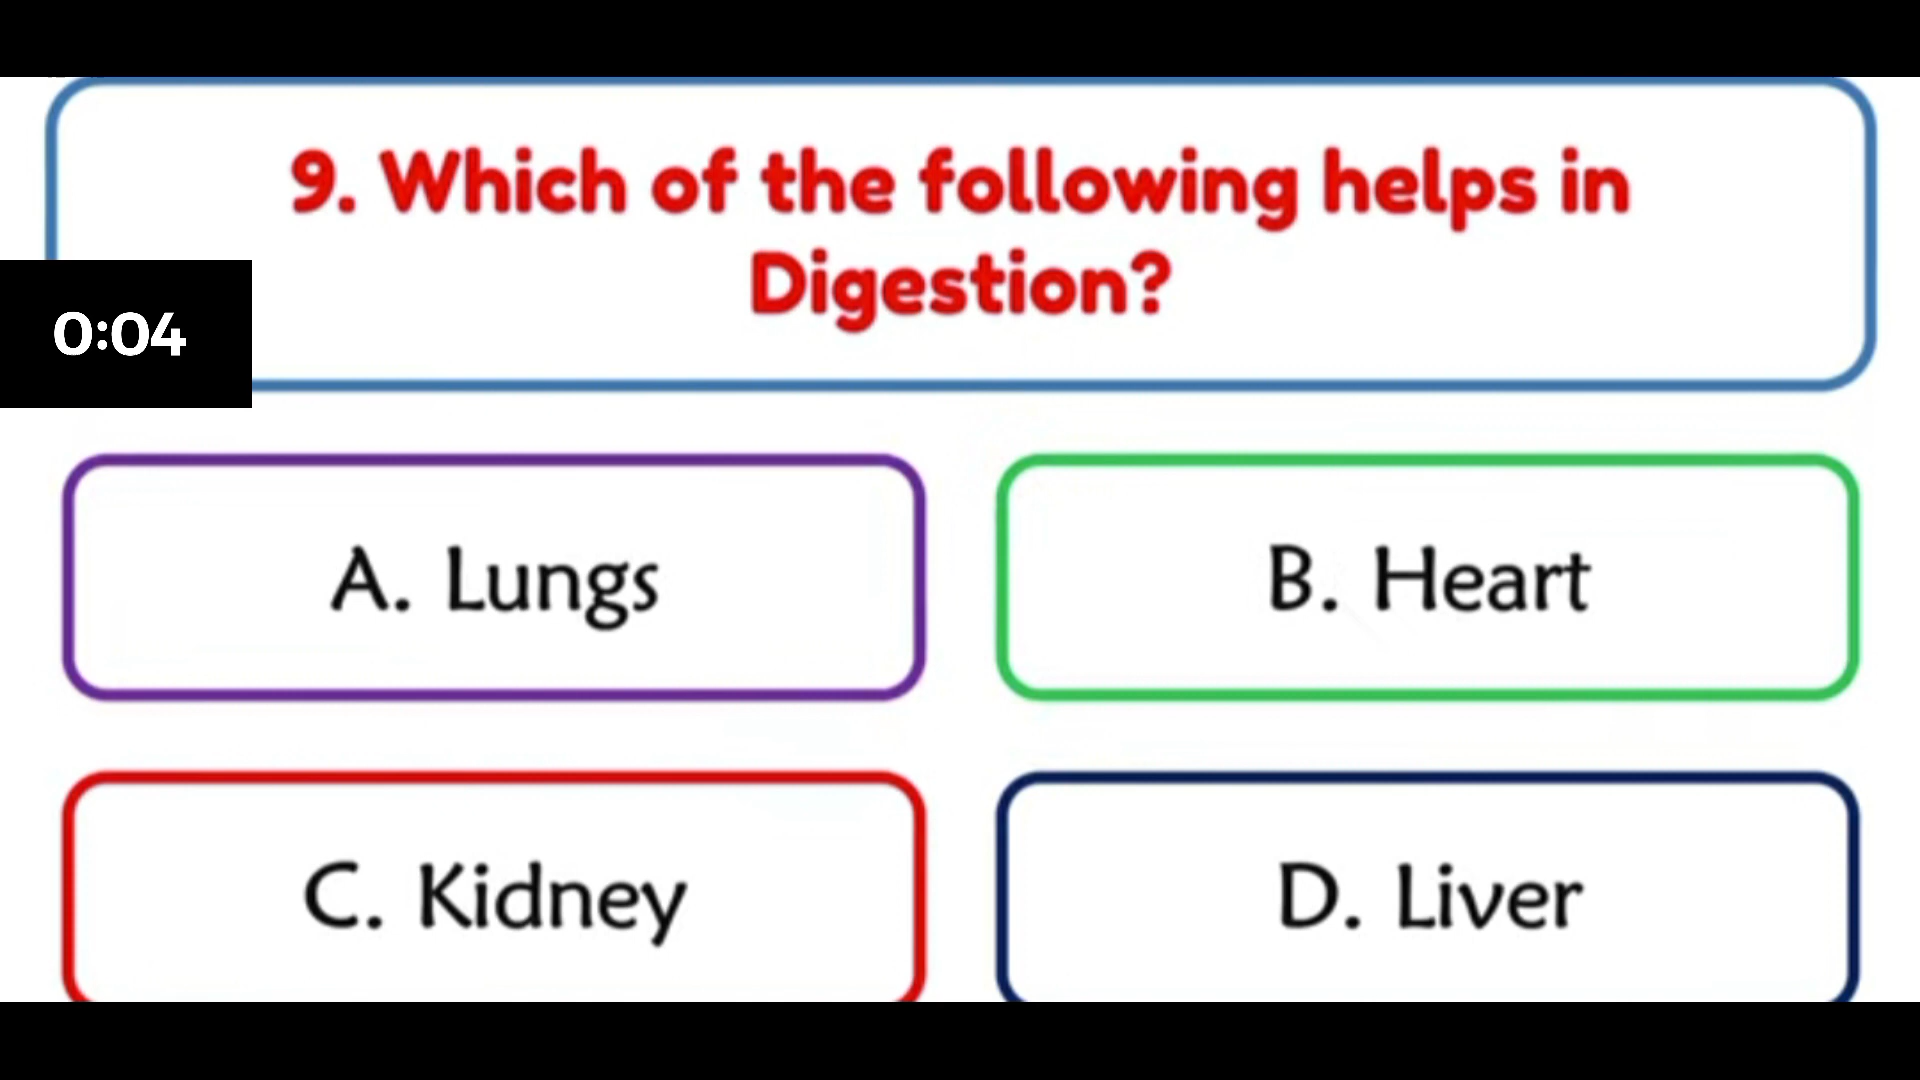 9. Which of the following helps in
Digestion?
0:04
A. Lungs
B. Heart
C. Kidney
D. Liver